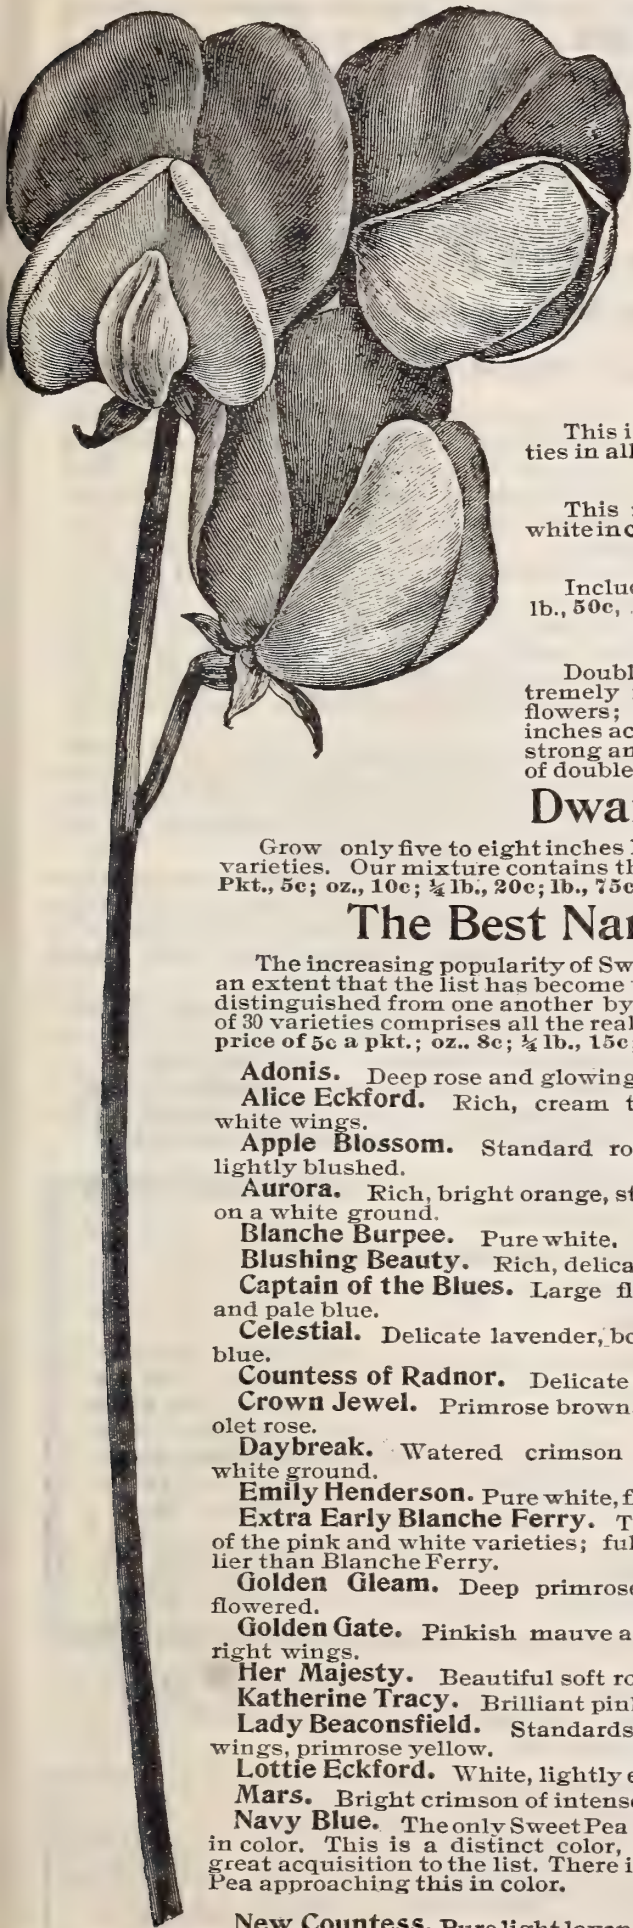 This i
ties in all
This
white in c
Includ
lb., 50c,
Doubl
tremely
flowers;
inches ac
strong an
of double
Dwa
Grow only five to eight inches
varieties. Our mixture contains th
Pkt., 5c; oz., 10c; ¼ lb., 20c; lb., 75c
The Best Na
The increasing popularity of Sw
an extent that the list has become
distinguished from one another by
of 30 varieties comprises all the real
price of 5c a pkt.; oz.. 8c; ¼ lb., 15c
Adonis. Deep rose and glowing
Alice Eckford. Rich, cream t
white wings.
Apple Blossom. Standard ro
lightly blushed.
Aurora. Rich, bright orange, st
on a white ground.
Blanche Burpee. Pure white.
Blushing Beauty. Rich, delica
Captain of the Blues. Large fl
and pale blue.
Celestial. Delicate lavender, bo
blue.
Countess of Radnor. Delicate
Crown Jewel. Primrose brown
olet rose.
Daybreak. Watered crimson
white ground.
Emily Henderson. Pure white, f
Extra Early Blanche Ferry. T
of the pink and white varieties; ful
lier than Blanche Ferry.
Golden Gleam. Deep primrose
flowered.
Golden Gate. Pinkish mauve a
right wings.
Her Majesty. Beautiful soft ro
Katherine Tracy. Brilliant pin
Lady Beaconsfield. Standards
wings, primrose yellow.
Lottie Eckford. White, lightly e
Mars. Bright crimson of intens
Navy Blue. The only Sweet Pea
in color. This is a distinct color,
great acquisition to the list. There i
Pea approaching this in color.
New Countess. Pure light laven